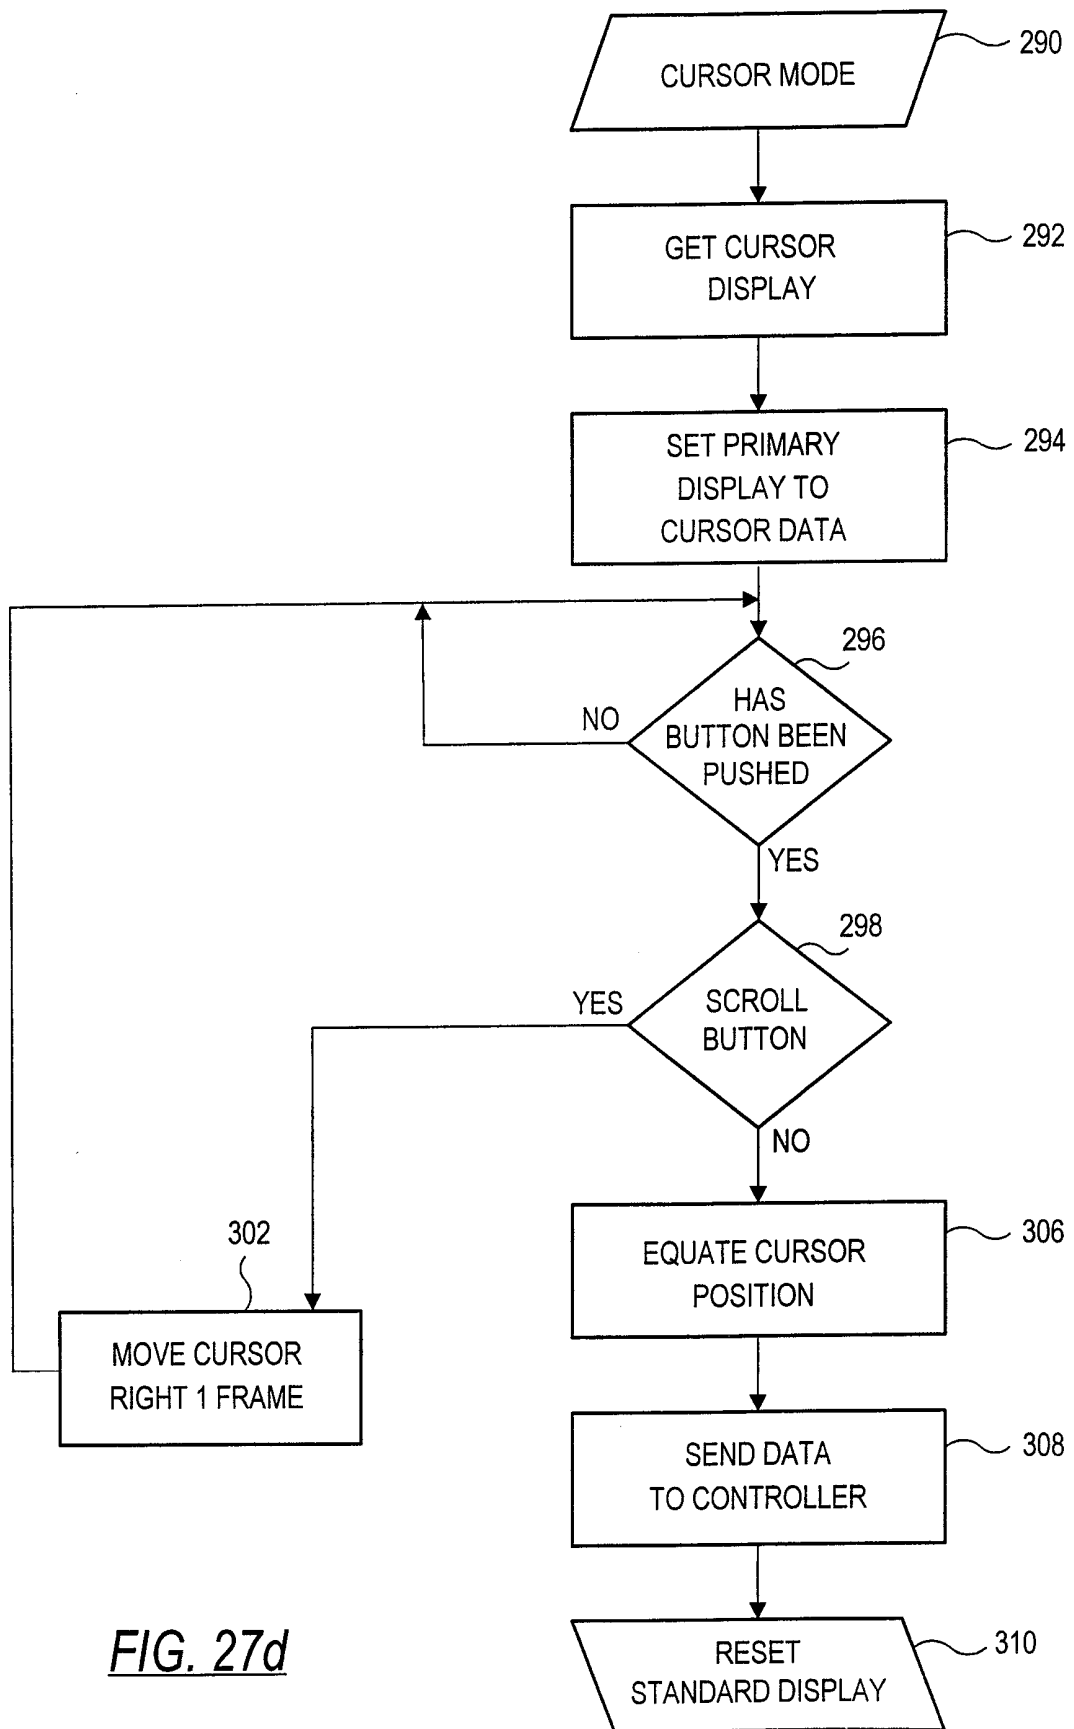 CURSOR MODE
290
GET CURSOR
DISPLAY
292
SET PRIMARY
DISPLAY TO
CURSOR DATA
294
296
HAS
BUTTON BEEN
PUSHED
NO
YES
298
SCROLL
BUTTON
YES
NO
302
MOVE CURSOR
RIGHT 1 FRAME
EQUATE CURSOR
POSITION
306
SEND DATA
TO CONTROLLER
308
RESET
STANDARD DISPLAY
310
FIG. 27d